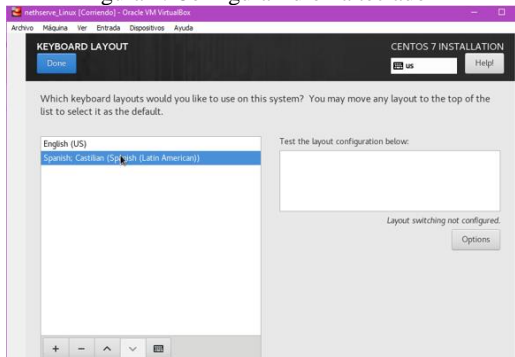 nethserve_Linux [Corriendo] - Oracle VM VirtualBox
Archivo Máquina Ver Entrada Dispositivos Ayuda
KEYBOARD LAYOUT
CENTOS 7 INSTALLATION
Done
us
Help!
Which keyboard layouts would you like to use on this system? You may move any layout to the top of the
list to select it as the default.
English (US)
Spanish; Castilian (Spanish (Latin American))
Test the layout configuration below:
Layout switching not configured.
Options